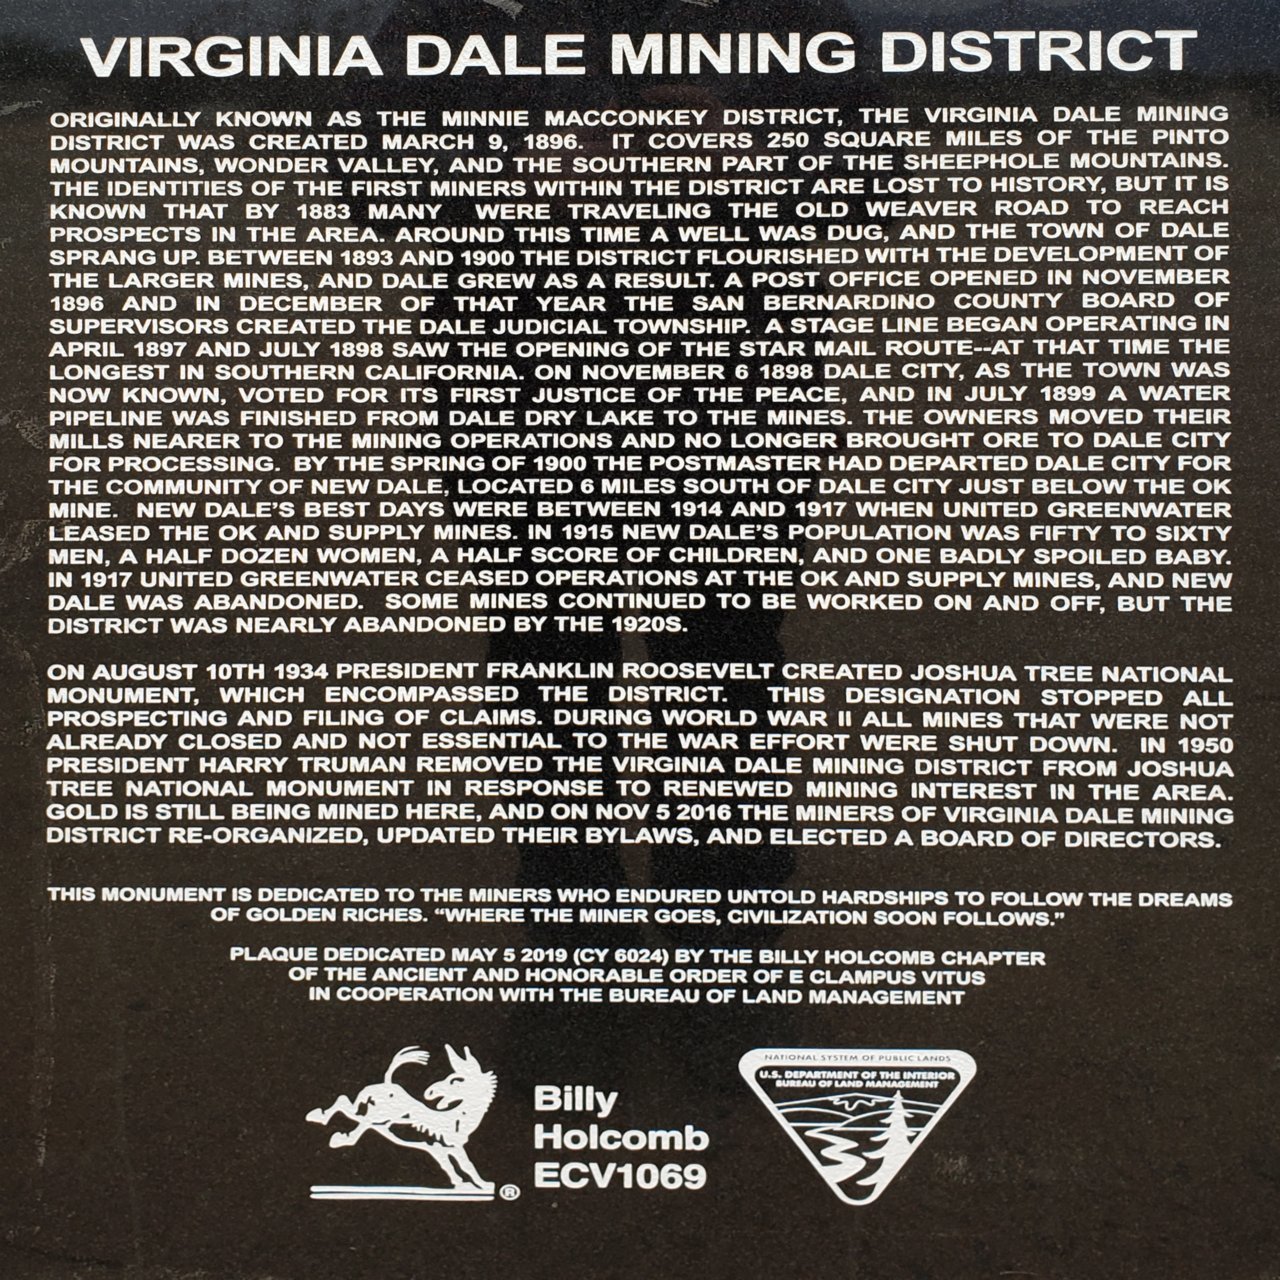 VIRGINIA DALE MINING DISTRICT
ORIGINALLY KNOWN AS THE MINNIE MACCONKEY DISTRICT, THE VIRGINIA DALE MINING
DISTRICT WAS CREATED MARCH 9, 1896. IT COVERS 250 SQUARE MILES OF THE PINTO
MOUNTAINS, WONDER VALLEY, AND THE SOUTHERN PART OF THE SHEEPHOLE MOUNTAINS.
THE IDENTITIES OF THE FIRST MINERS WITHIN THE DISTRICT ARE LOST TO HISTORY, BUT IT IS
KNOWN THAT BY 1883 MANY WERE TRAVELING THE OLD WEAVER ROAD TO REACH
PROSPECTS IN THE AREA. AROUND THIS TIME A WELL WAS DUG, AND THE TOWN OF DALE
SPRANG UP. BETWEEN 1893 AND 1900 THE DISTRICT FLOURISHED WITH THE DEVELOPMENT OF
THE LARGER MINES, AND DALE GREW AS A RESULT. A POST OFFICE OPENED IN NOVEMBER
1896 AND IN DECEMBER OF THAT YEAR THE SAN BERNARDINO COUNTY BOARD OF
SUPERVISORS CREATED THE DALE JUDICIAL TOWNSHIP. A STAGE LINE BEGAN OPERATING IN
APRIL 1897 AND JULY 1898 SAW THE OPENING OF THE STAR MAIL ROUTE--AT THAT TIME THE
LONGEST IN SOUTHERN CALIFORNIA. ON NOVEMBER 6 1898 DALE CITY, AS THE TOWN WAS
NOW KNOWN, VOTED FOR ITS FIRST JUSTICE OF THE PEACE, AND IN JULY 1899 A WATER
PIPELINE WAS FINISHED FROM DALE DRY LAKE TO THE MINES. THE OWNERS MOVED THEIR
MILLS NEARER TO THE MINING OPERATIONS AND NO LONGER BROUGHT ORE TO DALE CITY
FOR PROCESSING. BY THE SPRING OF 1900 THE POSTMASTER HAD DEPARTED DALE CITY FOR
THE COMMUNITY OF NEW DALE, LOCATED 6 MILES SOUTH OF DALE CITY JUST BELOW THE OK
MINE. NEW DALE'S BEST DAYS WERE BETWEEN 1914 AND 1917 WHEN UNITED GREENWATER
LEASED THE OK AND SUPPLY MINES. IN 1915 NEW DALE'S POPULATION WAS FIFTY TO SIXTY
MEN, A HALF DOZEN WOMEN, A HALF SCORE OF CHILDREN, AND ONE BADLY SPOILED BABY.
IN 1917 UNITED GREENWATER CEASED OPERATIONS AT THE OK AND SUPPLY MINES, AND NEW
DALE WAS ABANDONED. SOME MINES CONTINUED TO BE WORKED ON AND OFF, BUT THE
DISTRICT WAS NEARLY ABANDONED BY THE 1920S.
ON AUGUST 10TH 1934 PRESIDENT FRANKLIN ROOSEVELT CREATED JOSHUA TREE NATIONAL
MONUMENT, WHICH ENCOMPASSED THE DISTRICT. THIS DESIGNATION STOPPED ALL
PROSPECTING AND FILING OF CLAIMS. DURING WORLD WAR II ALL MINES THAT WERE NOT
ALREADY CLOSED AND NOT ESSENTIAL TO THE WAR EFFORT WERE SHUT DOWN. IN 1950
PRESIDENT HARRY TRUMAN REMOVED THE VIRGINIA DALE MINING DISTRICT FROM JOSHUA
TREE NATIONAL MONUMENT IN RESPONSE TO RENEWED MINING INTEREST IN THE AREA.
GOLD IS STILL BEING MINED HERE, AND ON NOV 5 2016 THE MINERS OF VIRGINIA DALE MINING
DISTRICT RE-ORGANIZED, UPDATED THEIR BYLAWS, AND ELECTED A BOARD OF DIRECTORS.
THIS MONUMENT IS DEDICATED TO THE MINERS WHO ENDURED UNTOLD HARDSHIPS TO FOLLOW THE DREAMS
OF GOLDEN RICHES. "WHERE THE MINER GOES, CIVILIZATION SOON FOLLOWS."
PLAQUE DEDICATED MAY 5 2019 (CY 6024) BY THE BILLY HOLCOMB CHAPTER
OF THE ANCIENT AND HONORABLE ORDER OF E CLAMPUS VITUS
IN COOPERATION WITH THE BUREAU OF LAND MANAGEMENT
®
Billy
Holcomb
ECV1069
NATIONAL SYSTEM OF PUBLIC LANDS
U.S. DEPARTMENT OF THE INTERIOR
BUREAU OF LAND MANAGEMENT